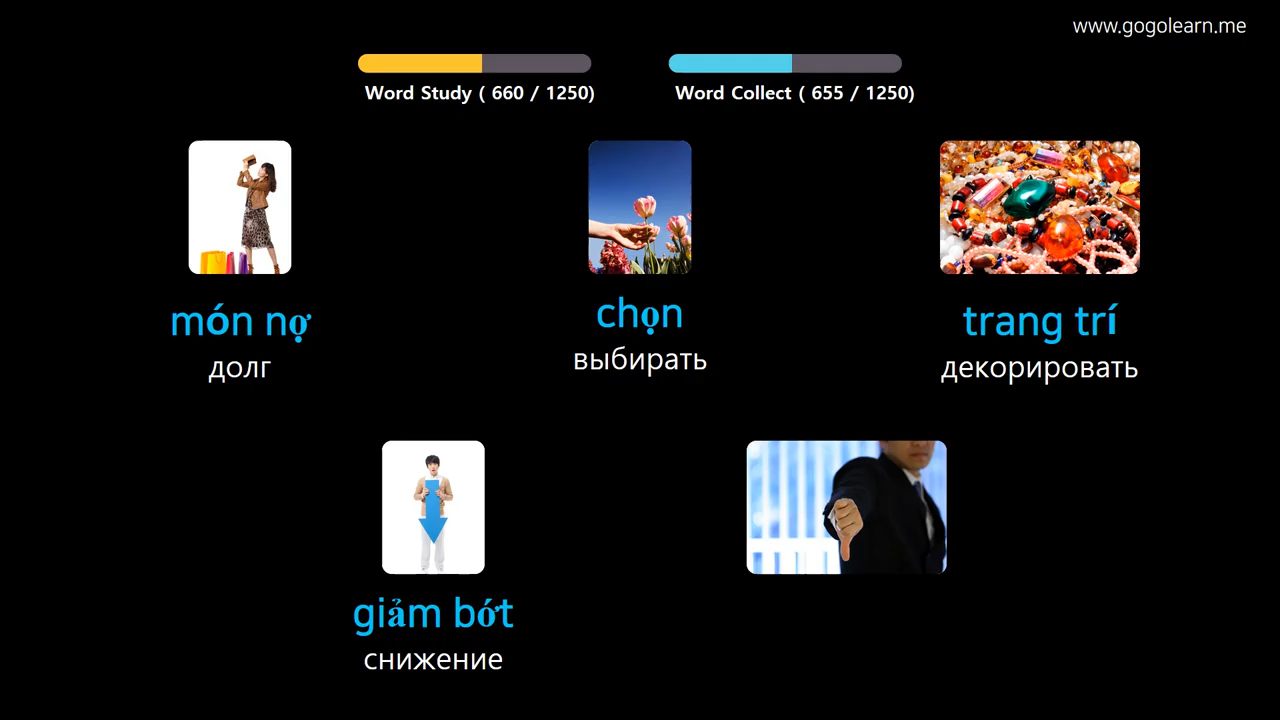 www.gogolearn.me
Word Study ( 660 / 1250)
Word Collect ( 655 / 1250)
món nợ
долг
chọn
выбирать
trang trí
декорировать
giảm bớt
снижение